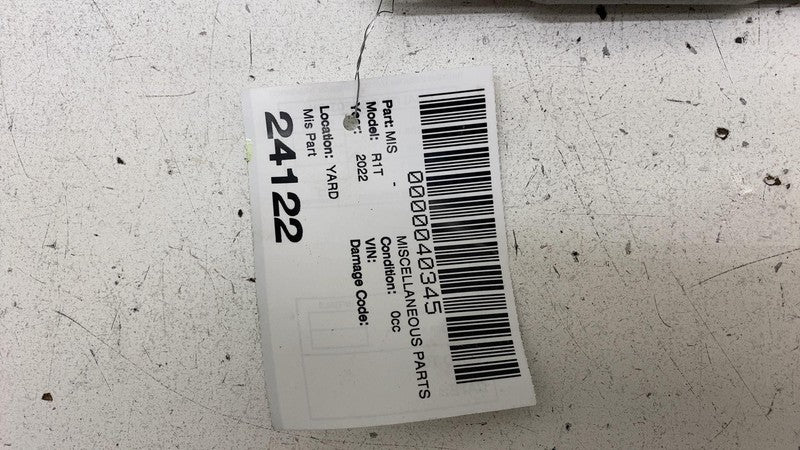 0000040345
Part: MIS - MISCELLANEOUS PARTS
Model: R1T Condition: 0cc
Year: 2022 VIN:
Damage Code:
Location: YARD
Mis Part
24122